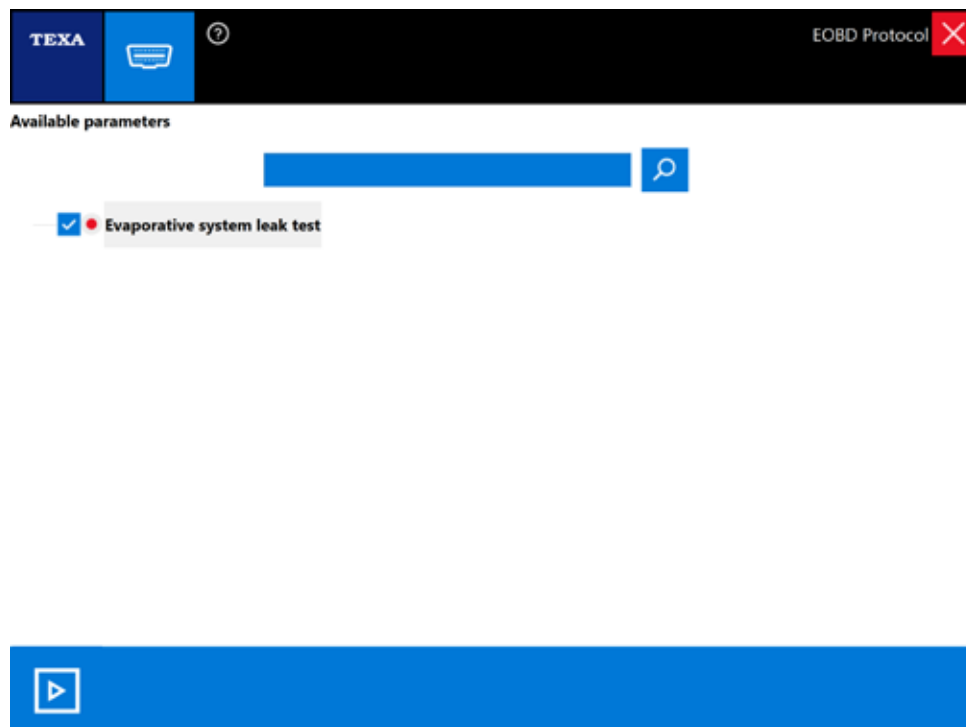 TEXA
EOBD Protocol
Available parameters
Evaporative system leak test